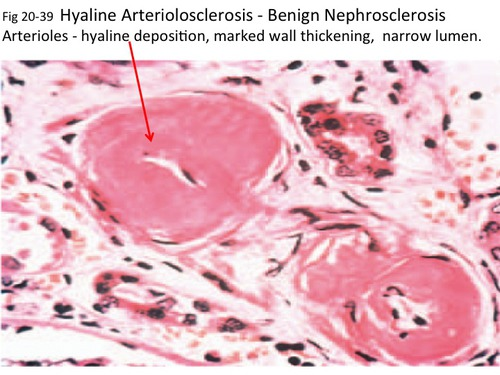 Fig 20-39 Hyaline Arteriolosclerosis - Benign Nephrosclerosis
Arterioles - hyaline deposition, marked wall thickening, narrow lumen.